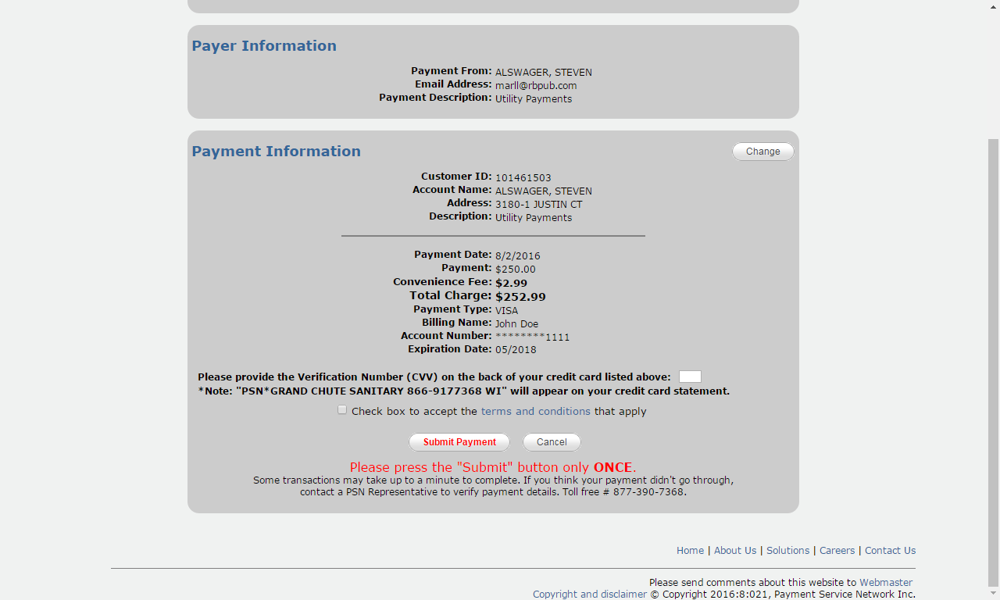 Payer Information
Payment From: ALSWAGER, STEVEN
Email Address: marll@rbpub.com
Payment Description: Utility Payments
Payment Information
Change
Customer ID: 101461503
Account Name: ALSWAGER, STEVEN
Address: 3180-1 JUSTIN CT
Description: Utility Payments
Payment Date: 8/2/2016
Payment: $250.00
Convenience Fee: $2.99
Total Charge: $252.99
Payment Type: VISA
Billing Name: John Doe
Account Number: ********1111
Expiration Date: 05/2018
Please provide the Verification Number (CVV) on the back of your credit card listed above:
*Note: "PSN*GRAND CHUTE SANITARY 866-9177368 WI" will appear on your credit card statement.
Check box to accept the terms and conditions that apply
Submit Payment Cancel
Please press the "Submit" button only ONCE.
Some transactions may take up to a minute to complete. If you think your payment didn't go through,
contact a PSN Representative to verify payment details. Toll free # 877-390-7368.
Home | About Us | Solutions | Careers | Contact Us
Please send comments about this website to Webmaster
Copyright and disclaimer © Copyright 2016:8:021, Payment Service Network Inc.